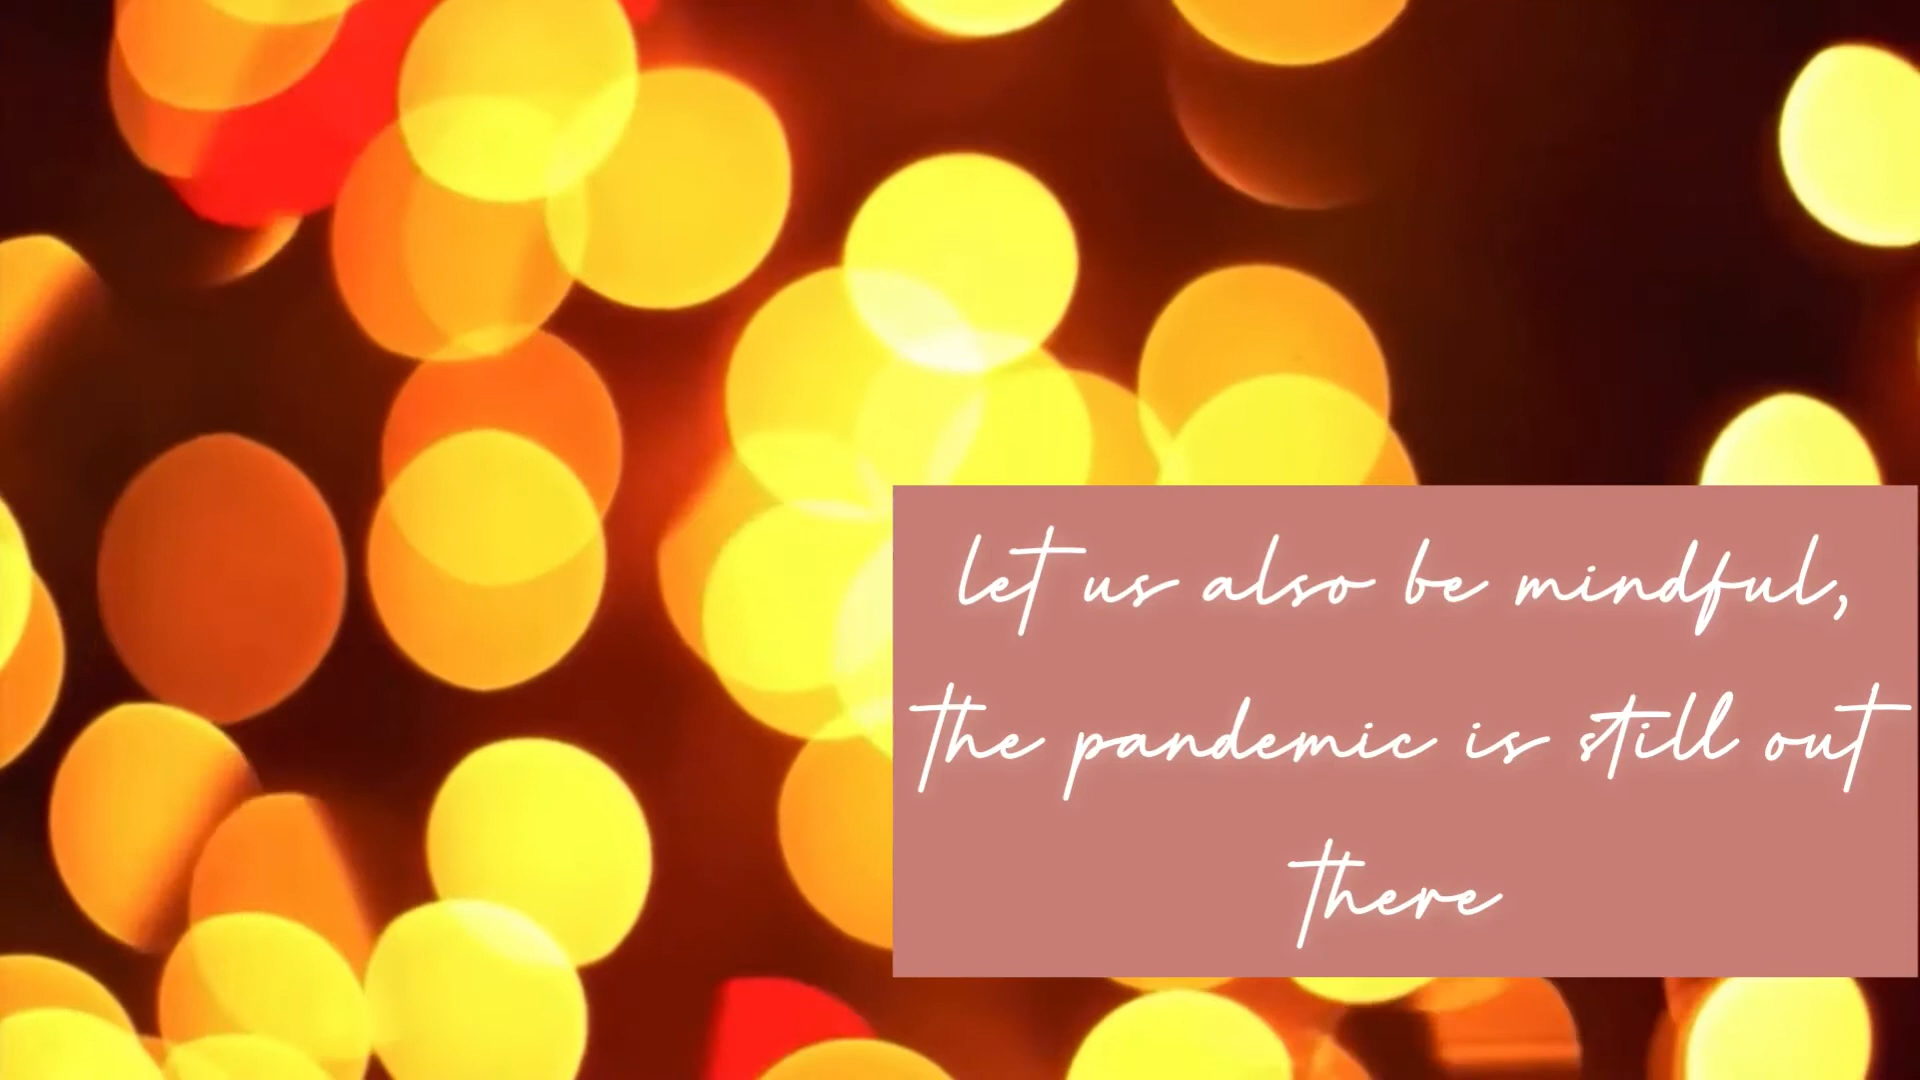 let us also be mindful,
the pandemic is still out
there